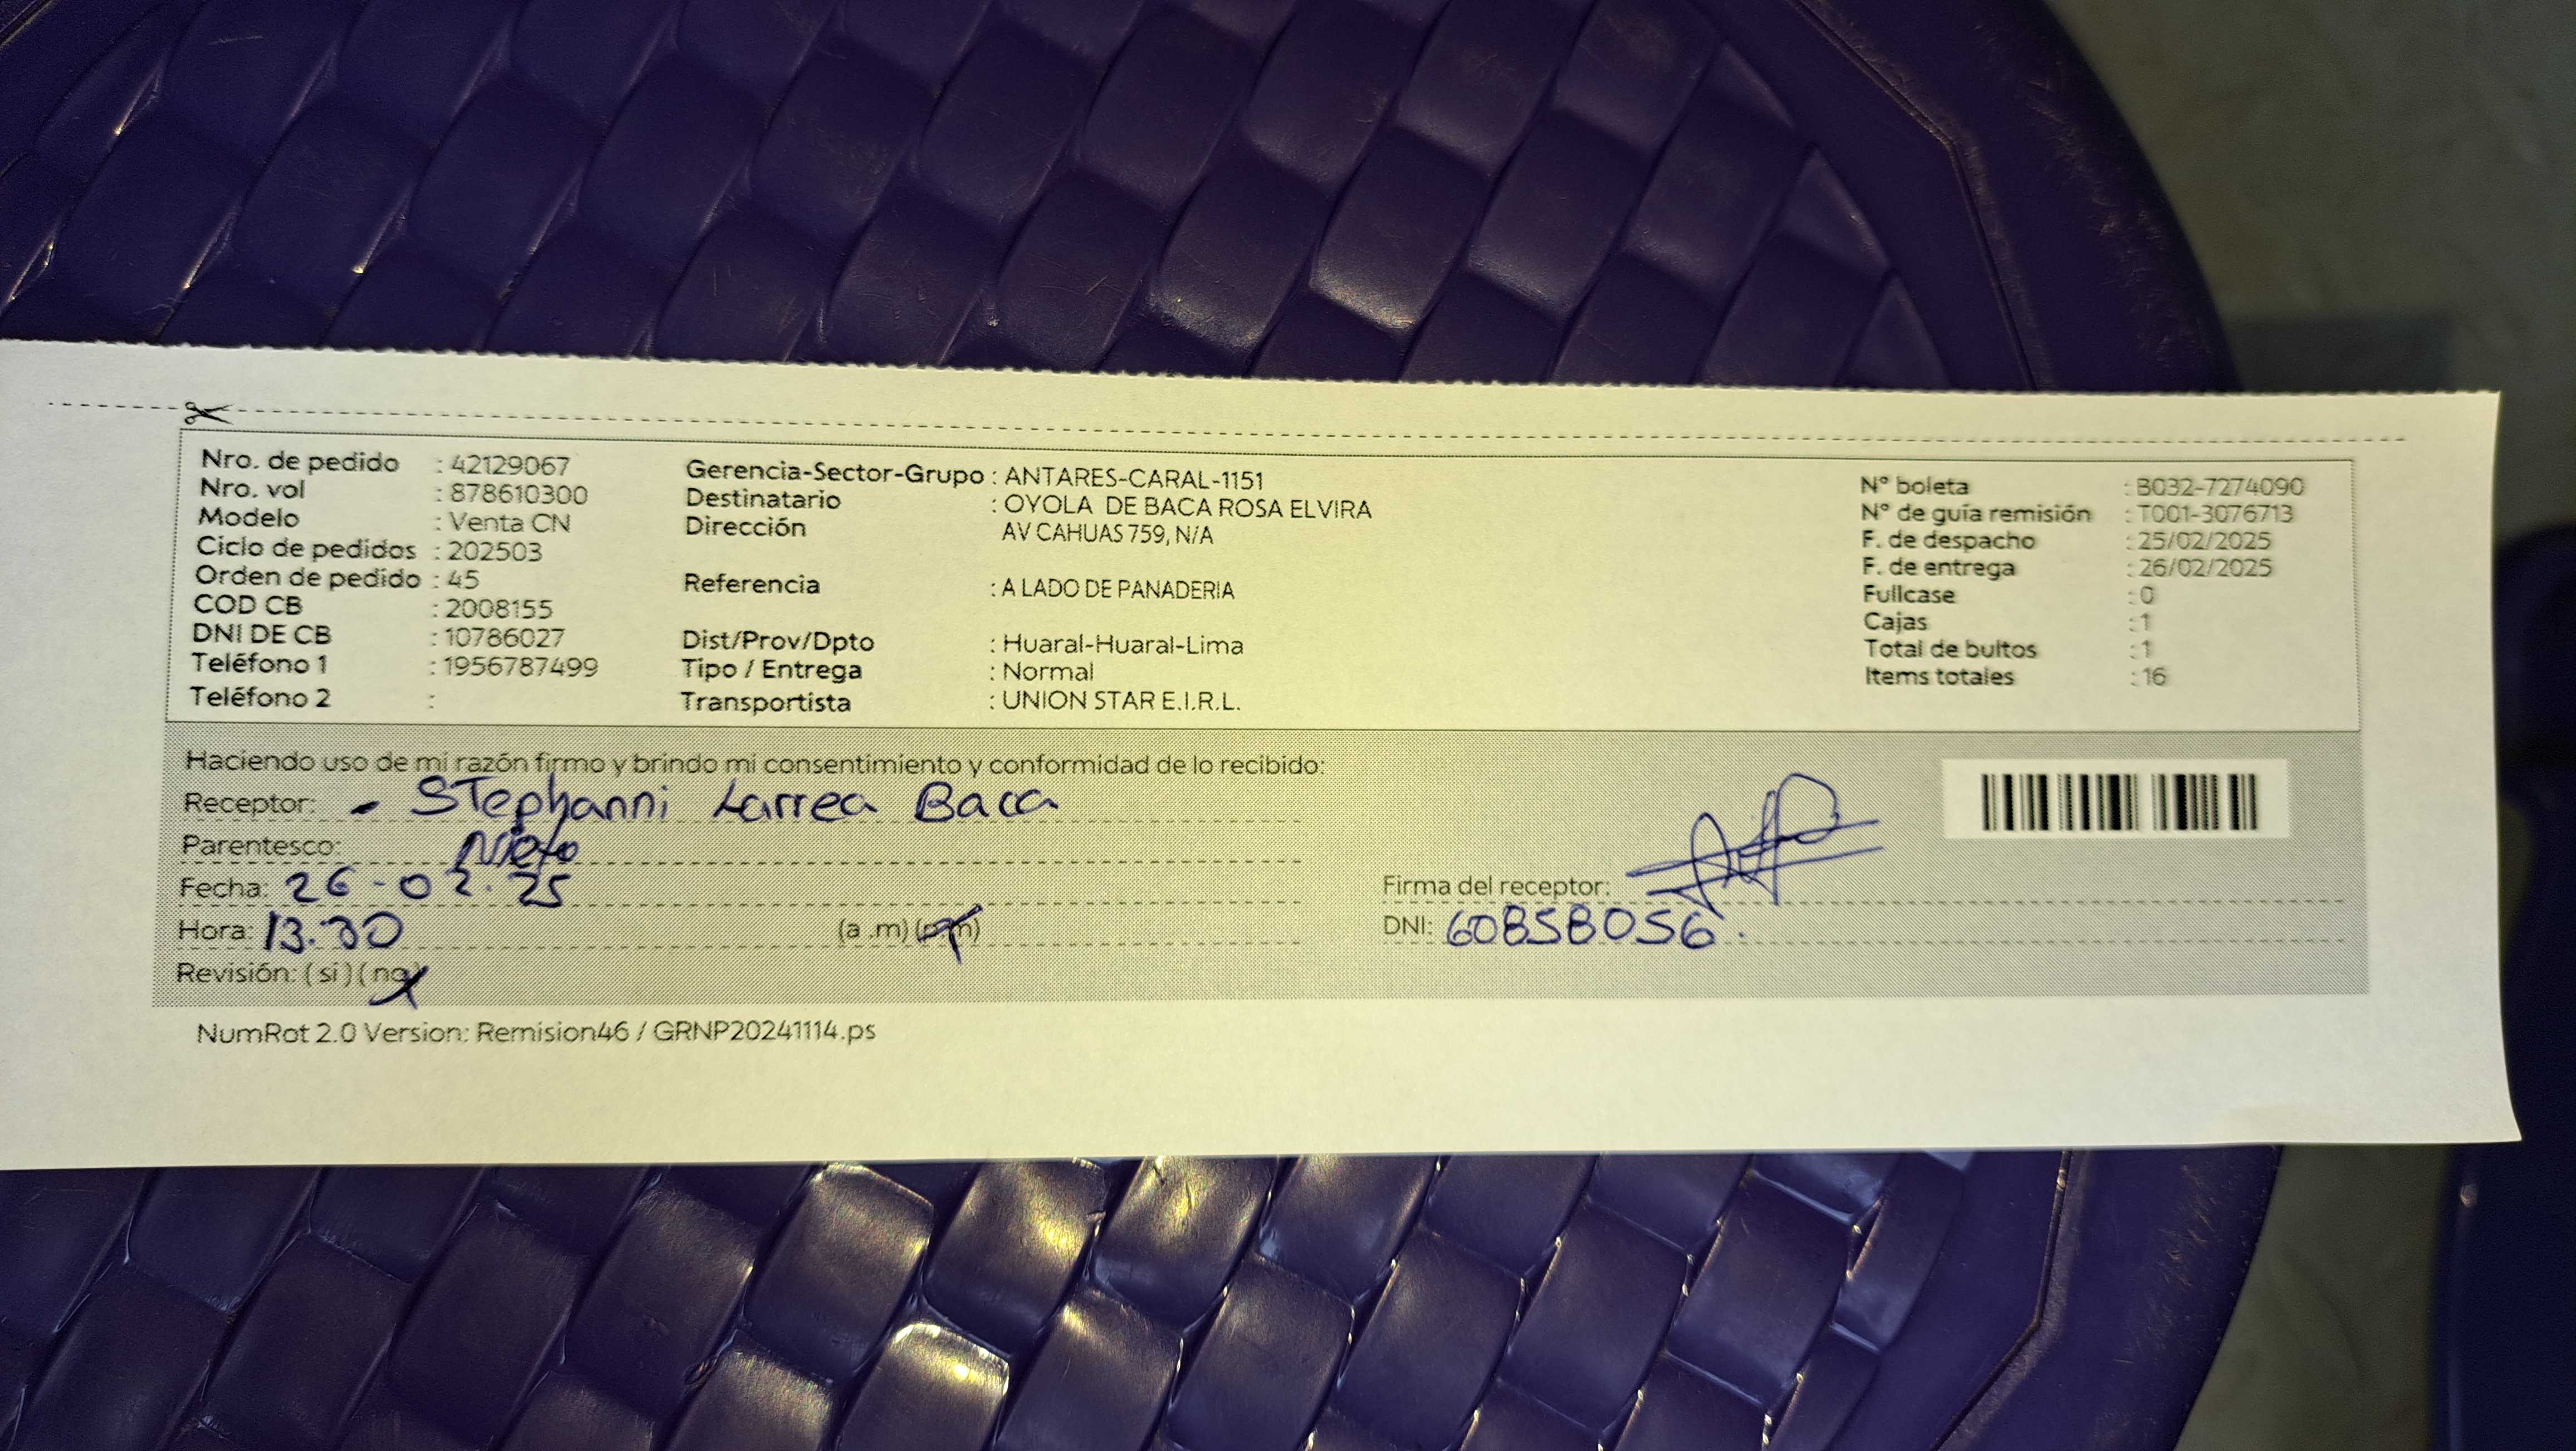 Nro. de pedido : 42129067
Nro. vol : 878610300
Modelo : Venta CN
Ciclo de pedidos : 202503
Orden de pedido : 45
COD CB : 2008155
DNI DE CB : 10786027
Teléfono 1 : 1956787499
Teléfono 2 :
Gerencia-Sector-Grupo : ANTARES-CARAL-1151
Destinatario : OYOLA DE BACA ROSA ELVIRA
Dirección AV CAHUAS 759, N/A
Referencia : A LADO DE PANADERIA
Dist/Prov/Dpto : Huaral-Huaral-Lima
Tipo / Entrega : Normal
Transportista : UNION STAR E.I.R.L.
N° boleta : B032-7274090
N° de guía remisión : T001-3076713
F. de despacho : 25/02/2025
F. de entrega : 26/02/2025
Fullcase : 0
Cajas : 1
Total de bultos : 1
Items totales : 16
Haciendo uso de mi razón firmo y brindo mi consentimiento y conformidad de lo recibido:
Receptor: - Stephanni Larrea Baca
Parentesco: Nieto
Fecha: 26-02.25
Hora: 13.30 (a .m) (p.m)
Revisión: ( si ) ( no )
Firma del receptor:
DNI: 60858056.
NumRot 2.0 Version: Remision46 / GRNP20241114.ps